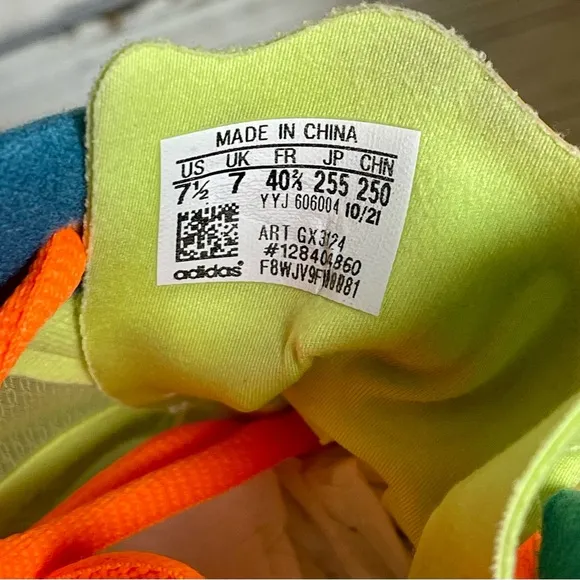 MADE IN CHINA
US UK FR JP CHN
7½ 7 40⅔ 255 250
YYJ 606004 10/21
ART GX3124
#128404860
adidas